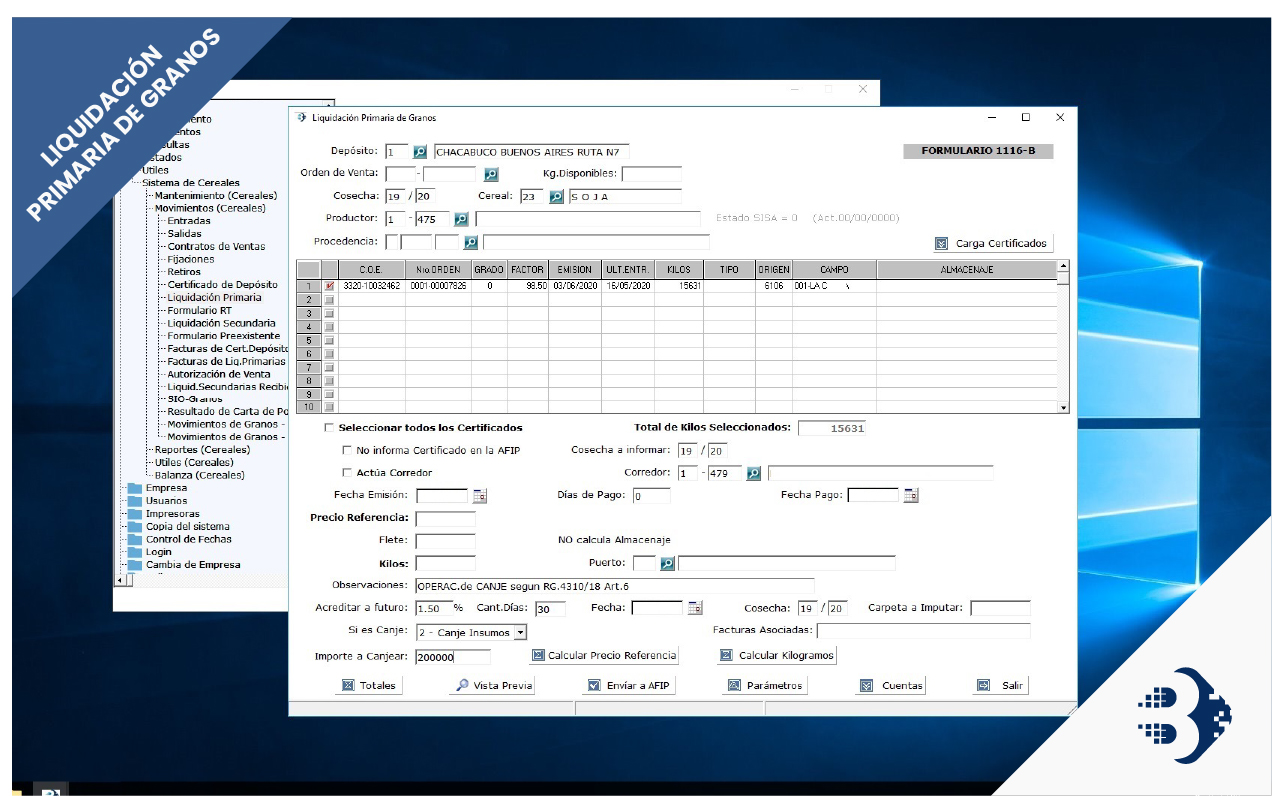 LIQUIDACIÓN
PRIMARIA DE GRANOS
Utiles
Sistema de Cereales
Mantenimiento (Cereales)
Movimientos (Cereales)
Entradas
Salidas
Contratos de Ventas
Fijaciones
Retiros
Certificado de Depósito
Liquidación Primaria
Formulario RT
Liquidación Secundaria
Formulario Preexistente
Facturas de Cert.Depósito
Facturas de Liq.Primarias
Autorización de Venta
Liquid.Secundarias Recibi
SIO-Granos
Resultado de Carta de Po
Movimientos de Granos -
Movimientos de Granos -
Reportes (Cereales)
Utiles (Cereales)
Balanza (Cereales)
Empresa
Usuarios
Impresoras
Copia del sistema
Control de Fechas
Login
Cambia de Empresa
Liquidación Primaria de Granos
Depósito: 1 CHACABUCO BUENOS AIRES RUTA N7 FORMULARIO 1116-B
Orden de Venta: - Kg.Disponibles:
Cosecha: 19 / 20 Cereal: 23 S O J A
Productor: 1 - 475 Estado SISA = 0 (Act.00/00/0000)
Procedencia: Carga Certificados
C.O.E. Nro.ORDEN GRADO FACTOR EMISION ULT.ENTR. KILOS TIPO ORIGEN CAMPO ALMACENAJE
1 3320-10032462 0001-00007826 0 98.50 03/06/2020 16/05/2020 15631 6106 001-LA C
2
3
4
5
6
7
8
9
10
Seleccionar todos los Certificados Total de Kilos Seleccionados: 15631
No informa Certificado en la AFIP Cosecha a informar: 19 / 20
Actúa Corredor Corredor: 1 - 479
Fecha Emisión: Días de Pago: 0 Fecha Pago:
Precio Referencia:
Flete: NO calcula Almacenaje
Kilos: Puerto:
Observaciones: OPERAC.de CANJE segun RG.4310/18 Art.6
Acreditar a futuro: 1.50 % Cant.Días: 30 Fecha: Cosecha: 19 / 20 Carpeta a Imputar:
Si es Canje: 2 - Canje Insumos Facturas Asociadas:
Importe a Canjear: 200000 Calcular Precio Referencia Calcular Kilogramos
Totales Vista Previa Envíar a AFIP Parámetros Cuentas Salir